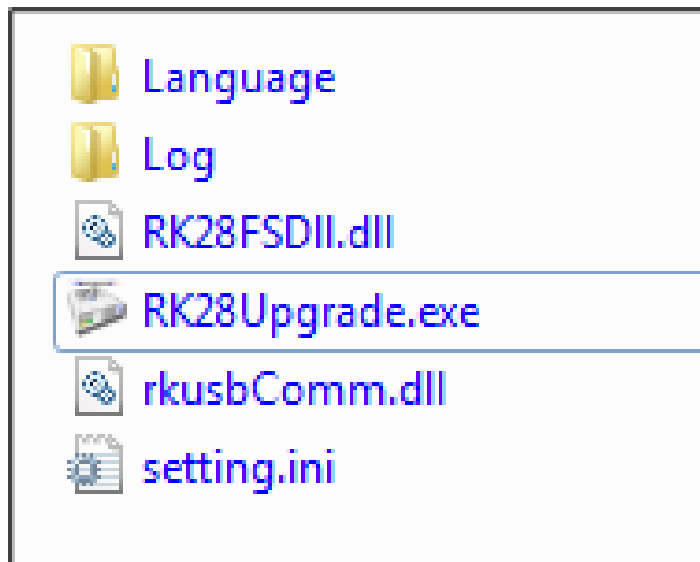 Language
Log
RK28FSDll.dll
RK28Upgrade.exe
rkusbComm.dll
setting.ini